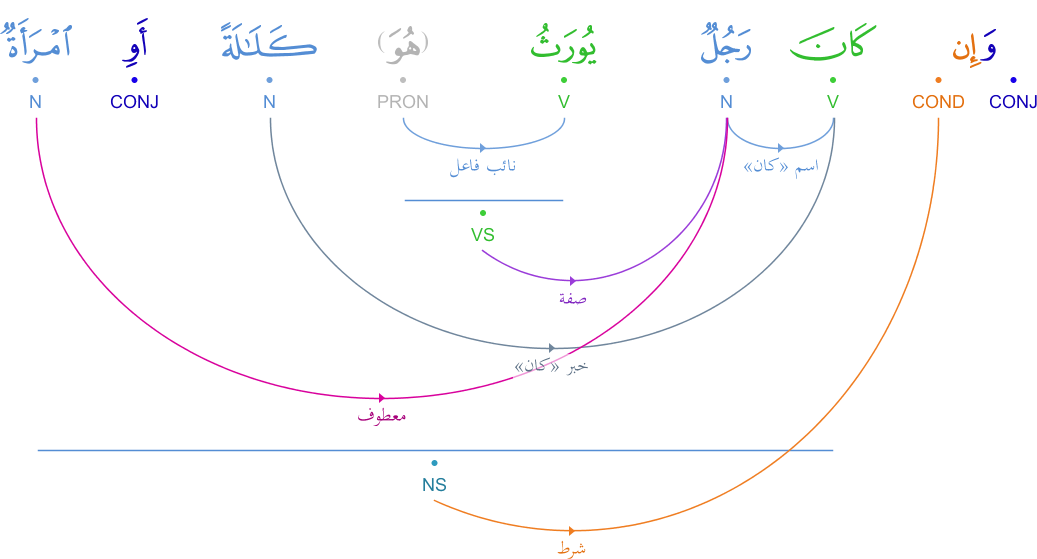 وَإِن كَانَ رَجُلٌ يُورَثُ (هُوَ) كَلَـٰلَةً أَوِ ٱمْرَأَةٌ
CONJ COND V N V PRON N CONJ N
اسم «كان» نائب فاعل
VS
صفة
خبر «كان»
معطوف
NS
شرط